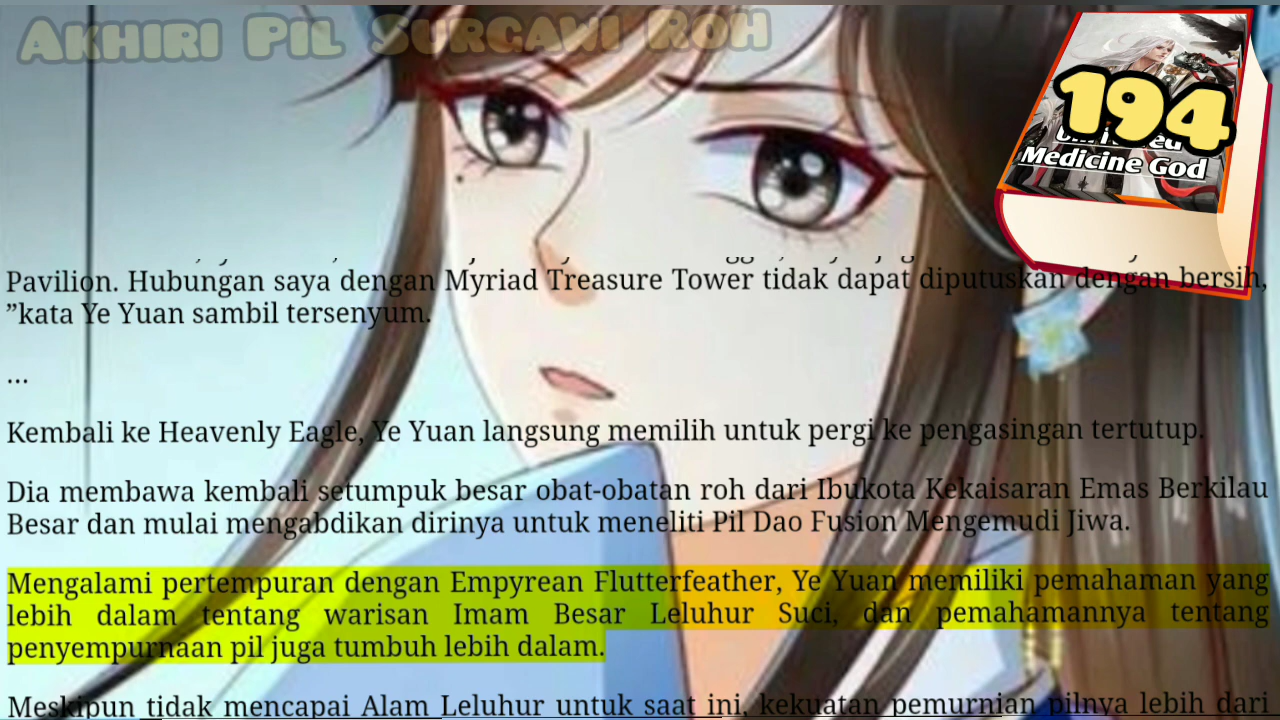 Akhiri Pil Surgawi Roh
194
Medicine God
Pavilion. Hubungan saya dengan Myriad Treasure Tower tidak dapat diputuskan dengan bersih,
”kata Ye Yuan sambil tersenyum.
...
Kembali ke Heavenly Eagle, Ye Yuan langsung memilih untuk pergi ke pengasingan tertutup.
Dia membawa kembali setumpuk besar obat-obatan roh dari Ibukota Kekaisaran Emas Berkilau
Besar dan mulai mengabdikan dirinya untuk meneliti Pil Dao Fusion Mengemudi Jiwa.
Mengalami pertempuran dengan Empyrean Flutterfeather, Ye Yuan memiliki pemahaman yang
lebih dalam tentang warisan Imam Besar Leluhur Suci, dan pemahamannya tentang
penyempurnaan pil juga tumbuh lebih dalam.
Meskipun tidak mencapai Alam Leluhur untuk saat ini, kekuatan pemurnian pilnya lebih dari